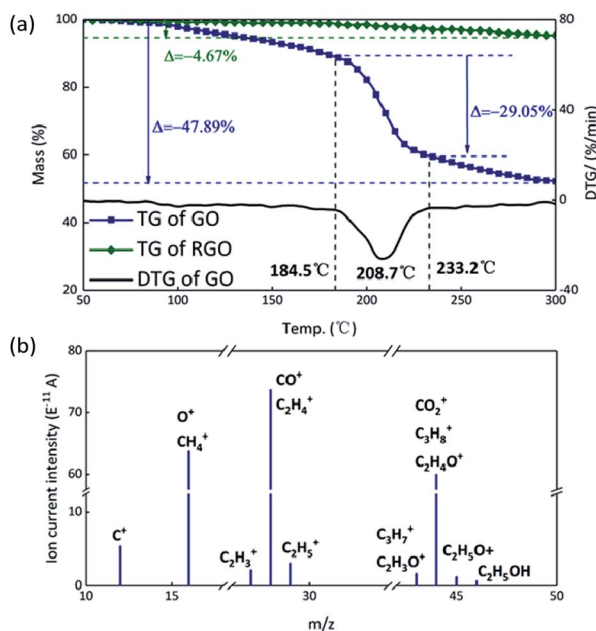 (a)
100
80
60
40
20
Mass (%)
Δ=−4.67%
Δ=−47.89%
Δ=−29.05%
80
40
0
-40
DTG/ (%/min)
TG of GO
TG of RGO
DTG of GO
184.5℃
208.7℃
233.2℃
50
100
150
200
250
300
Temp. (℃)
(b)
80
70
60
10
0
Ion current intensity (E⁻¹¹ A)
C⁺
O⁺
CH₄⁺
C₂H₃⁺
CO⁺
C₂H₄⁺
C₂H₅⁺
C₃H₇⁺
C₂H₃O⁺
CO₂⁺
C₃H₈⁺
C₂H₄O⁺
C₂H₅O+
C₂H₅OH
10
15
30
45
50
m/z